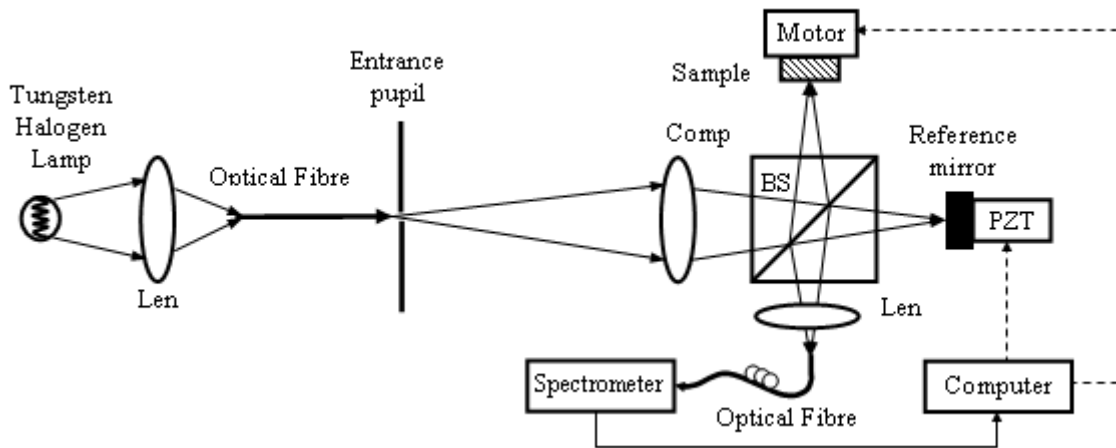 Motor
Sample
Entrance
pupil
Tungsten
Halogen
Lamp
Comp
Reference
mirror
Optical Fibre
BS
PZT
Len
Len
Spectrometer
Computer
Optical Fibre